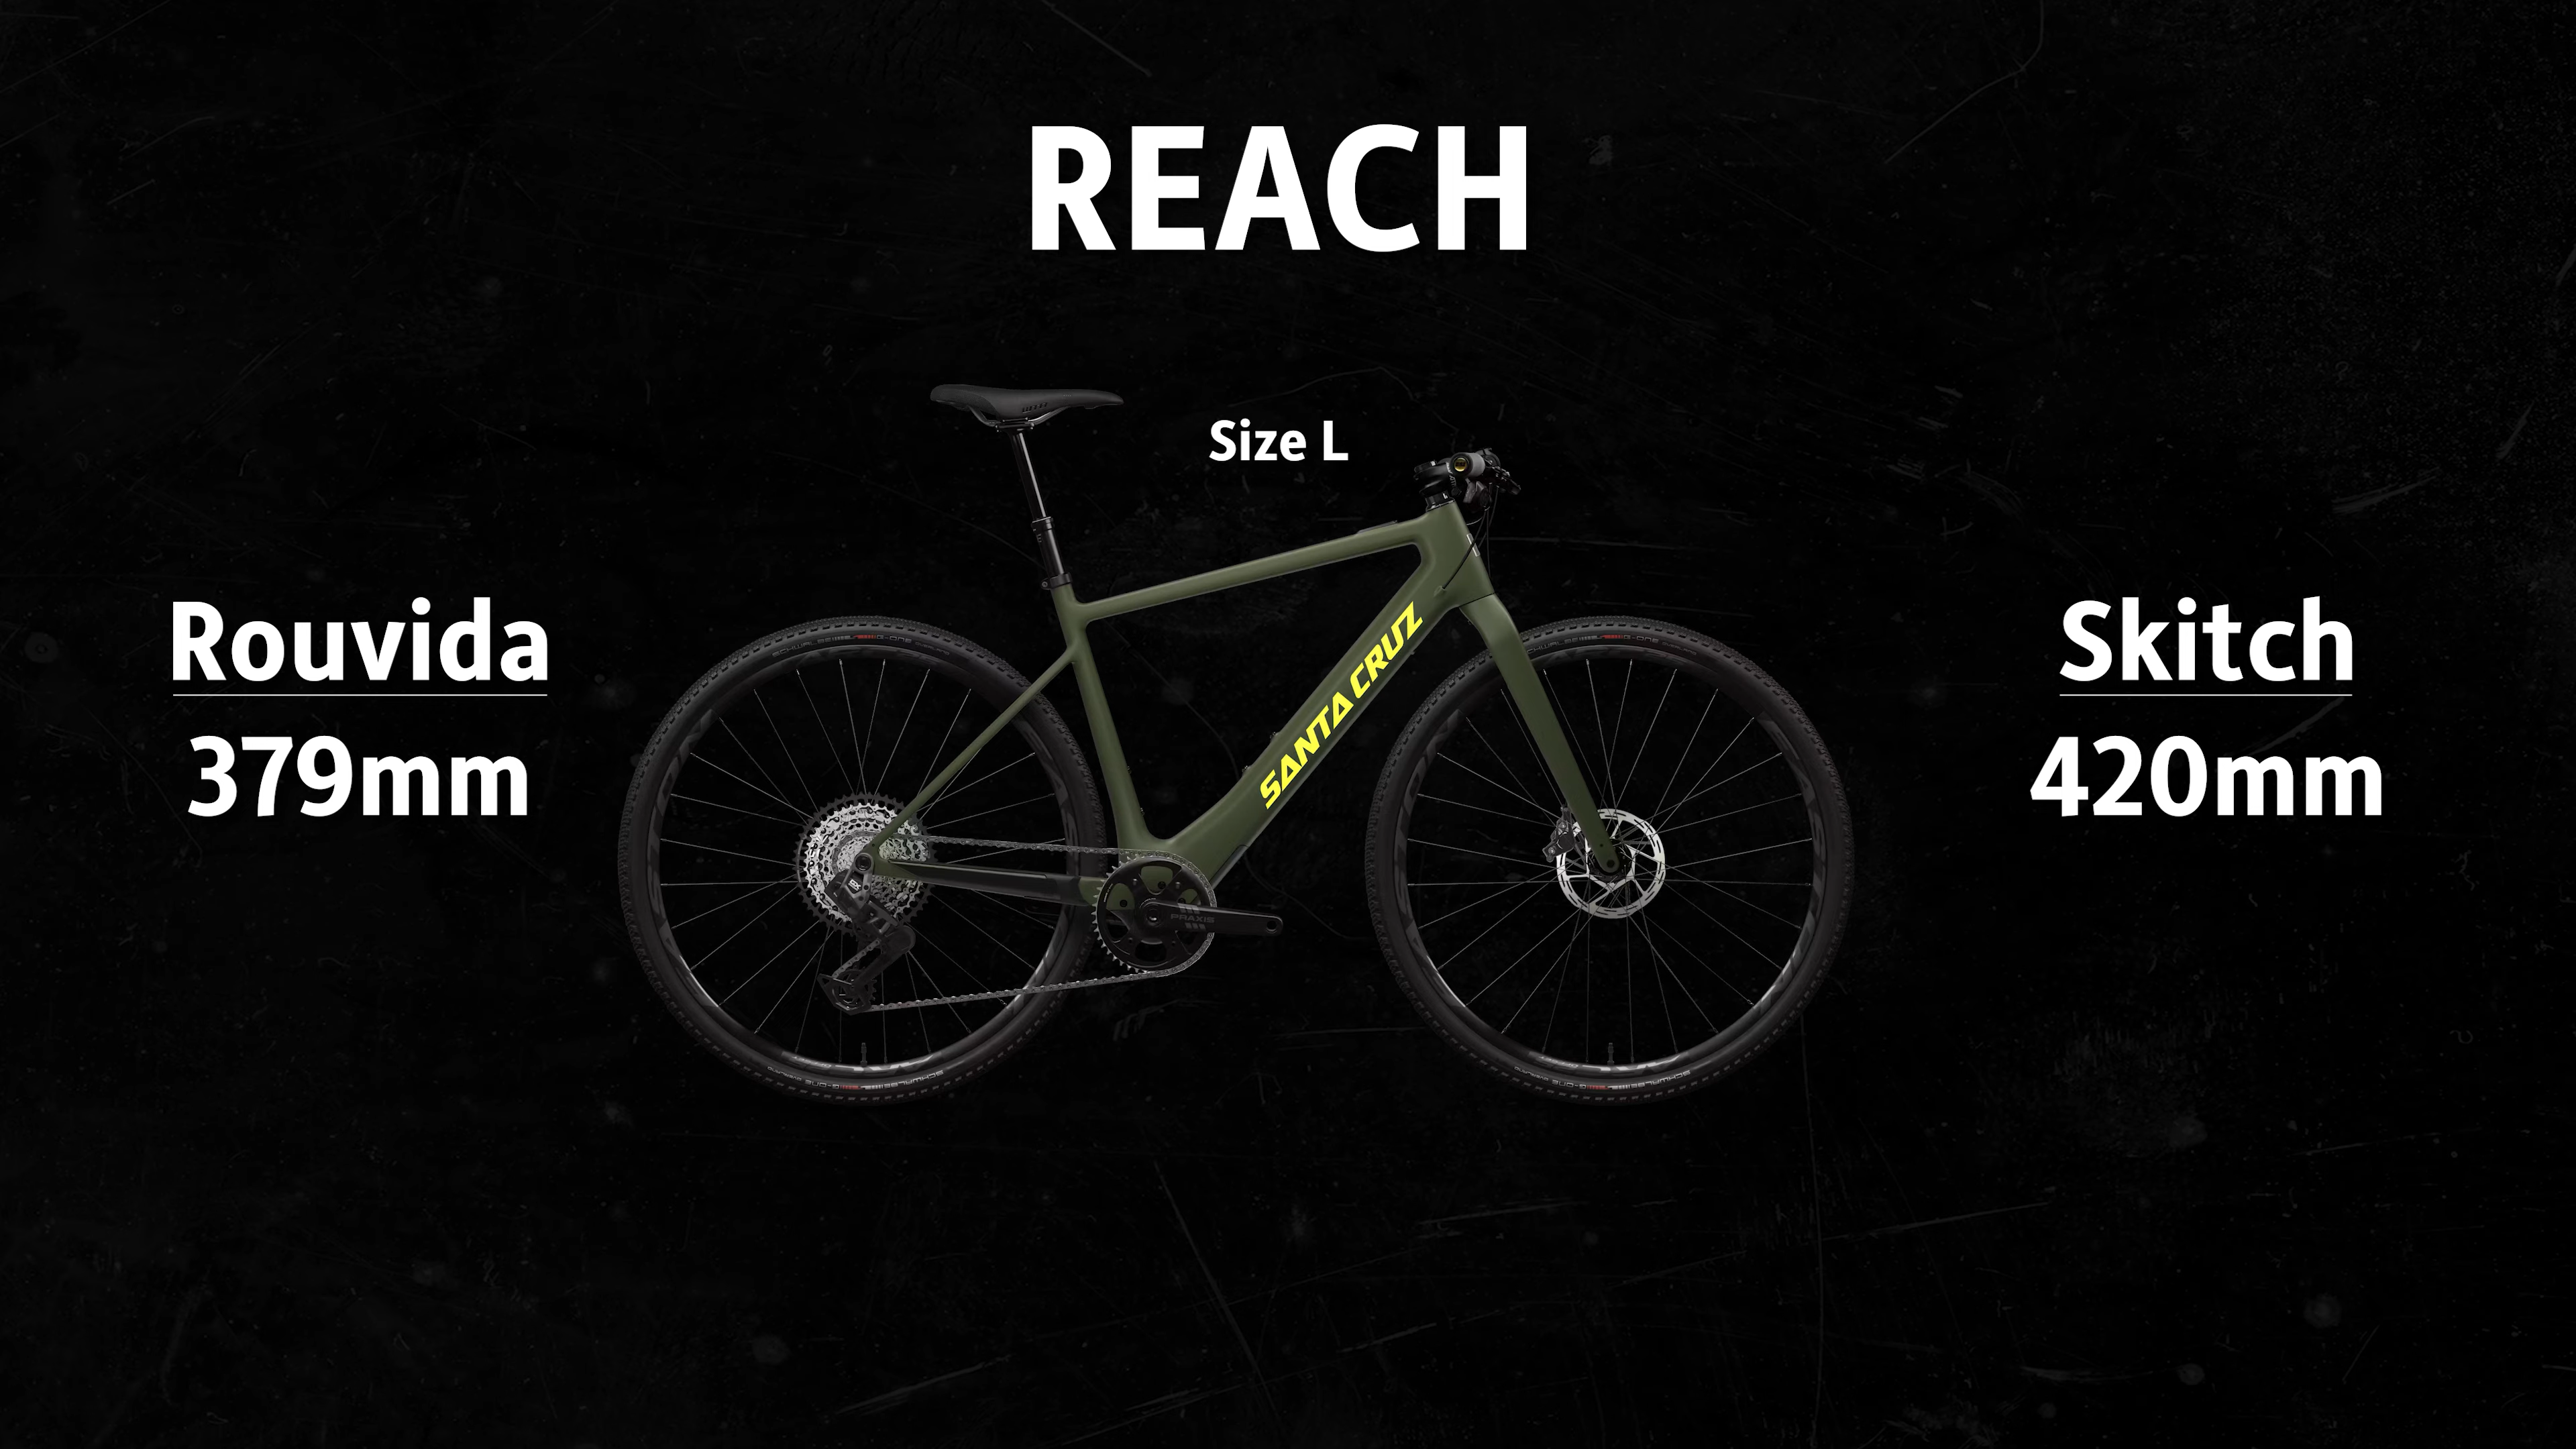 REACH
Size L
Rouvida
379mm
Skitch
420mm
SANTA CRUZ
PRAXIS